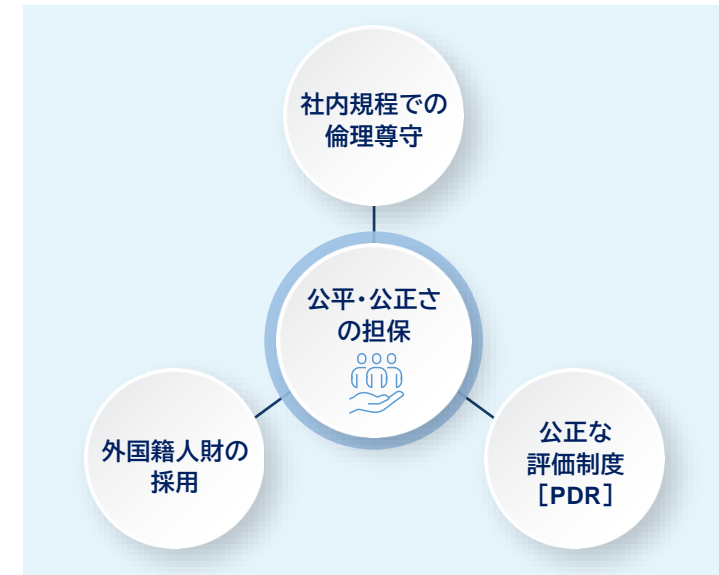 社内規程での
倫理尊守
公平・公正さ
の担保
外国籍人財の
採用
公正な
評価制度
［PDR］